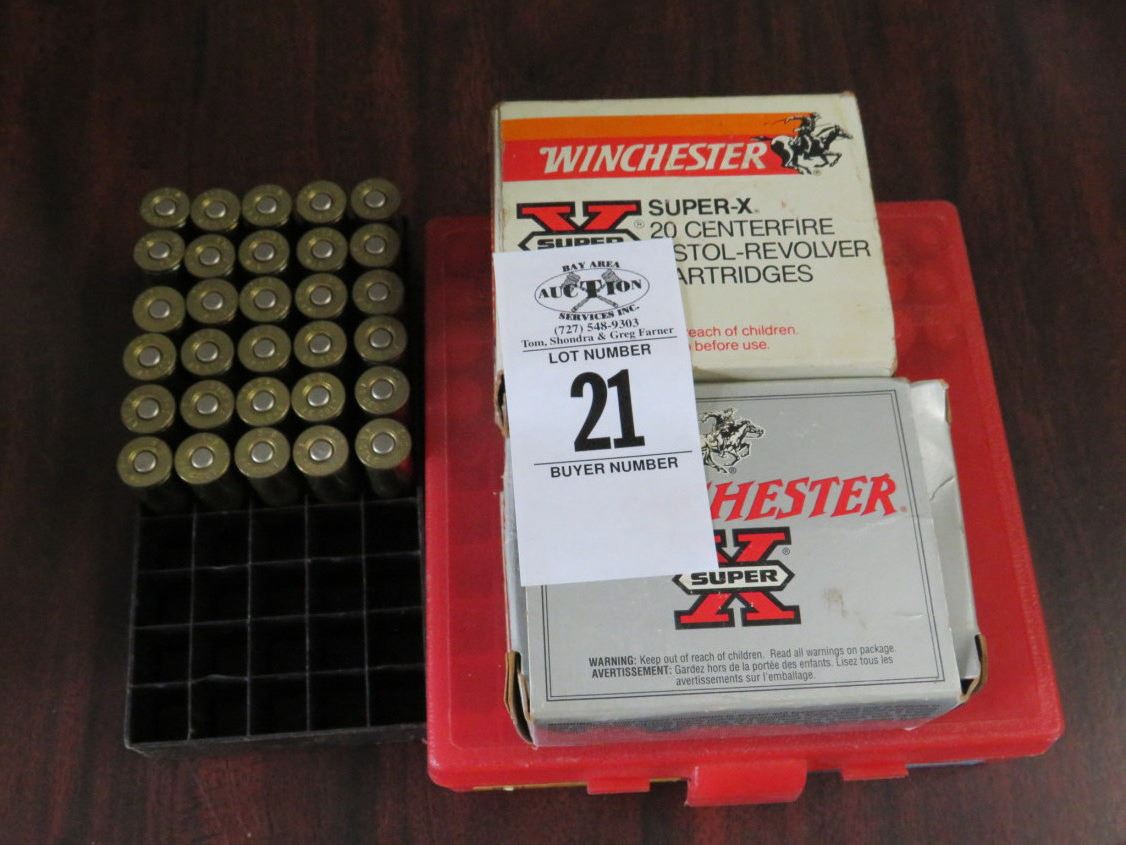 WINCHESTER
SUPER-X
20 CENTERFIRE
STOL-REVOLVER
ARTRIDGES
SUPER
reach of children.
before use.
BAY AREA
AUCTION
SERVICES INC.
(727) 548-9303
Tom, Shondra & Greg Farner
LOT NUMBER
21
BUYER NUMBER
HESTER
X
SUPER
WARNING: Keep out of reach of children. Read all warnings on package.
AVERTISSEMENT: Gardez hors de la portée des enfants. Lisez tous les
avertissements sur l'emballage.